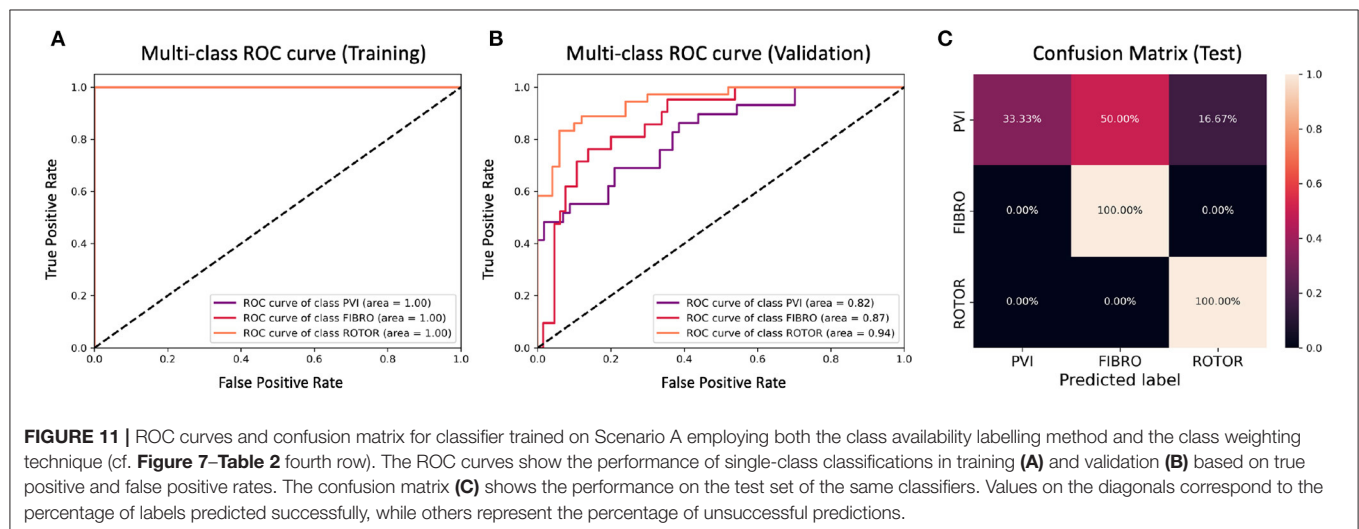 A
Multi-class ROC curve (Training)
1.0
0.8
0.6
0.4
0.2
0.0
True Positive Rate
ROC curve of class PVI (area = 1.00)
ROC curve of class FIBRO (area = 1.00)
ROC curve of class ROTOR (area = 1.00)
0.0 0.2 0.4 0.6 0.8 1.0
False Positive Rate
B
Multi-class ROC curve (Validation)
1.0
0.8
0.6
0.4
0.2
0.0
True Positive Rate
ROC curve of class PVI (area = 0.82)
ROC curve of class FIBRO (area = 0.87)
ROC curve of class ROTOR (area = 0.94)
0.0 0.2 0.4 0.6 0.8 1.0
False Positive Rate
C
Confusion Matrix (Test)
PVI
33.33% 50.00% 16.67%
FIBRO
0.00% 100.00% 0.00%
ROTOR
0.00% 0.00% 100.00%
PVI FIBRO ROTOR
Predicted label
1.0
0.8
0.6
0.4
0.2
0.0
FIGURE 11 | ROC curves and confusion matrix for classifier trained on Scenario A employing both the class availability labelling method and the class weighting
technique (cf. Figure 7–Table 2 fourth row). The ROC curves show the performance of single-class classifications in training (A) and validation (B) based on true
positive and false positive rates. The confusion matrix (C) shows the performance on the test set of the same classifiers. Values on the diagonals correspond to the
percentage of labels predicted successfully, while others represent the percentage of unsuccessful predictions.